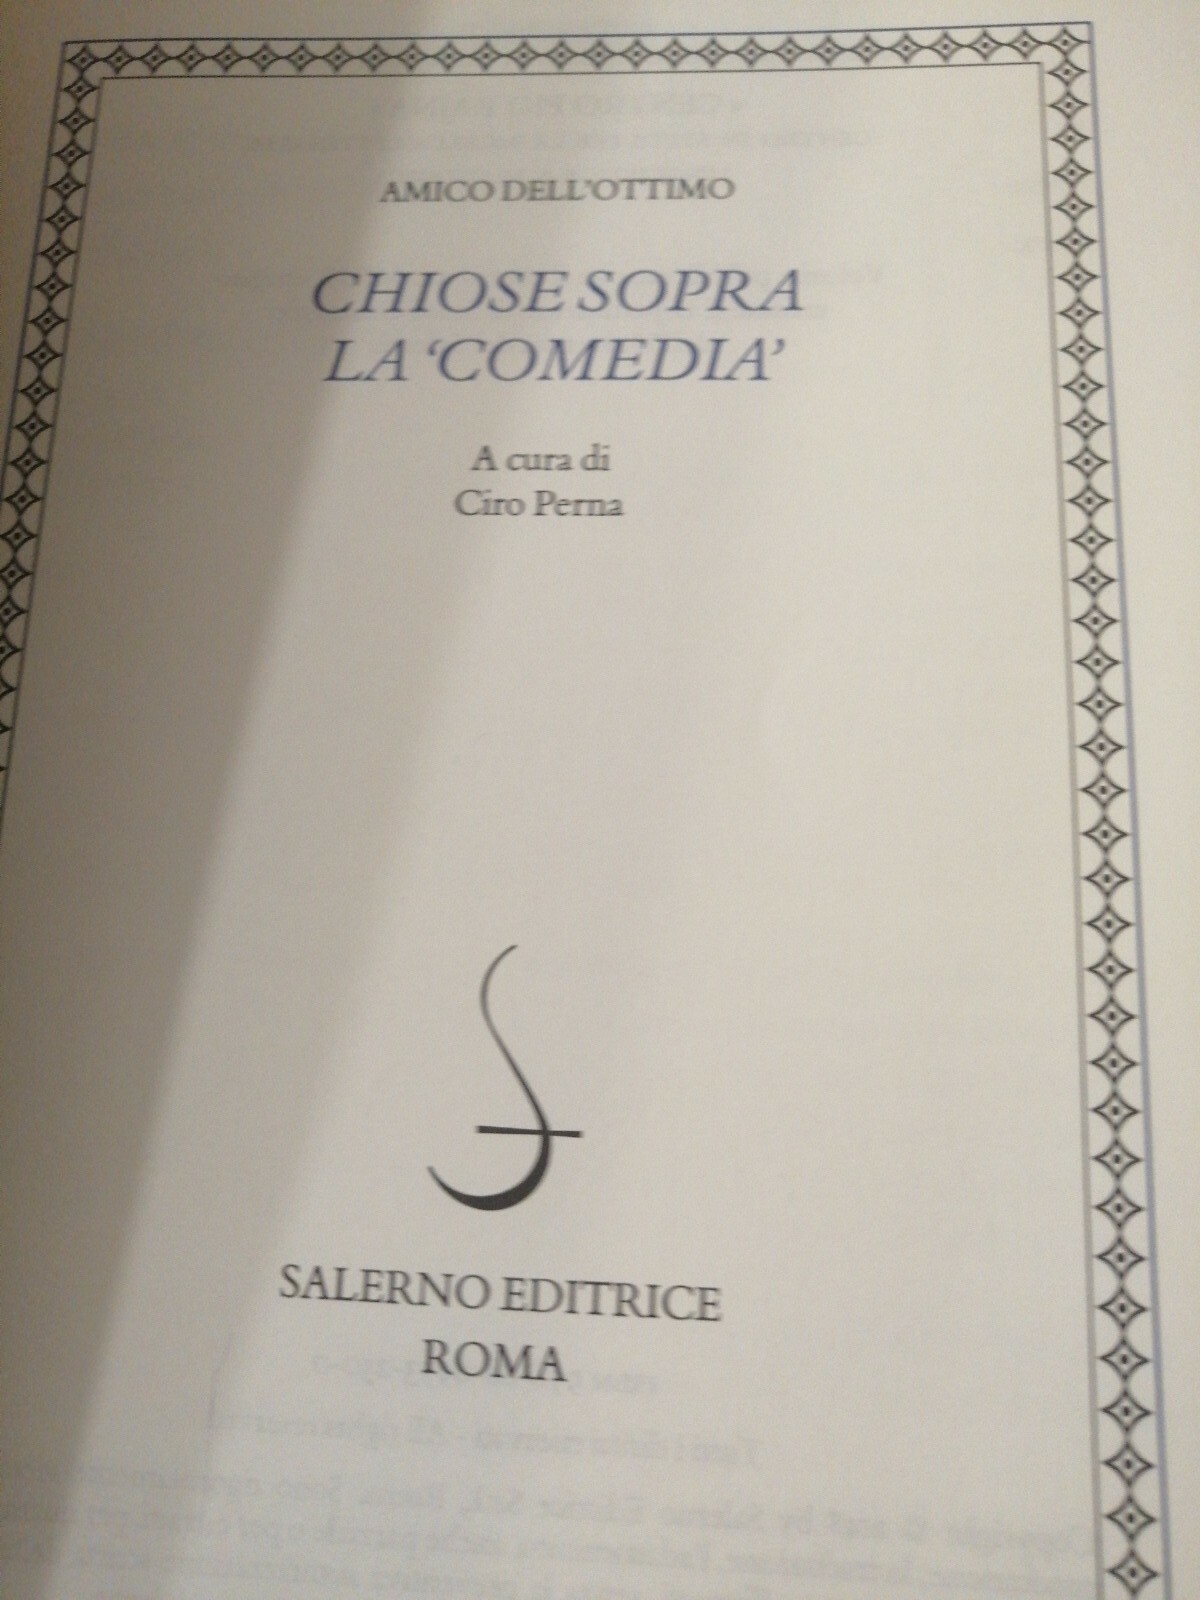 AMICO DELL'OTTIMO
CHIOSE SOPRA
LA ‘COMEDIA’
A cura di
Ciro Perna
SALERNO EDITRICE
ROMA